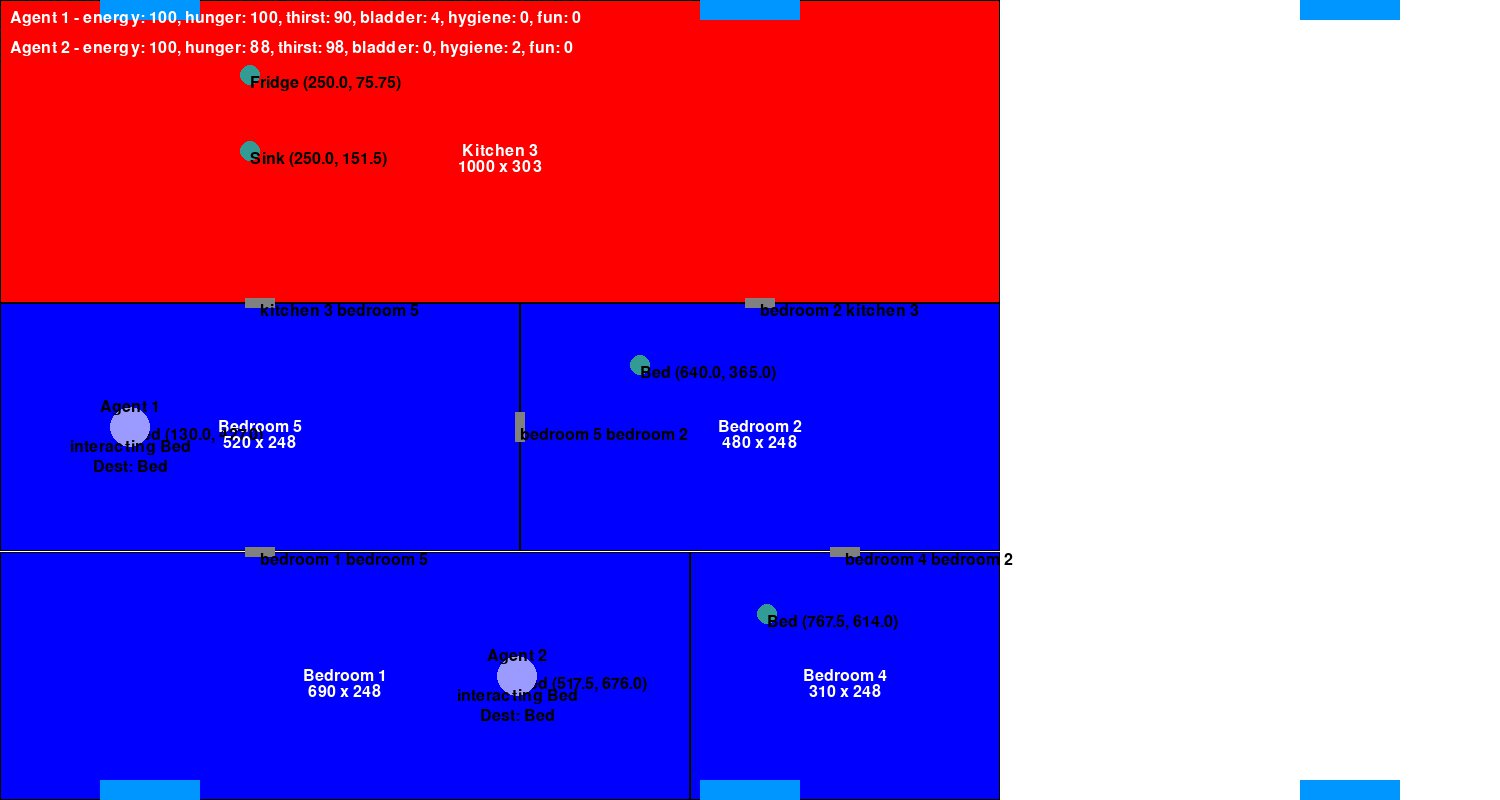 Agent 1 - energy: 100, hunger: 100, thirst: 90, bladder: 4, hygiene: 0, fun: 0
Agent 2 - energy: 100, hunger: 88, thirst: 98, bladder: 0, hygiene: 2, fun: 0
Fridge (250.0, 75.75)
Sink (250.0, 151.5)
Kitchen 3
1000 x 303
kitchen 3 bedroom 5
bedroom 2 kitchen 3
Bed (640.0, 365.0)
Agent 1
(130.0,
interacting Bed
Dest: Bed
Bedroom 5
520 x 248
bedroom 5 bedroom 2
Bedroom 2
480 x 248
bedroom 1 bedroom 5
bedroom 4 bedroom 2
Bed (767.5, 614.0)
Agent 2
(517.5, 676.0)
interacting Bed
Dest: Bed
Bedroom 1
690 x 248
Bedroom 4
310 x 248